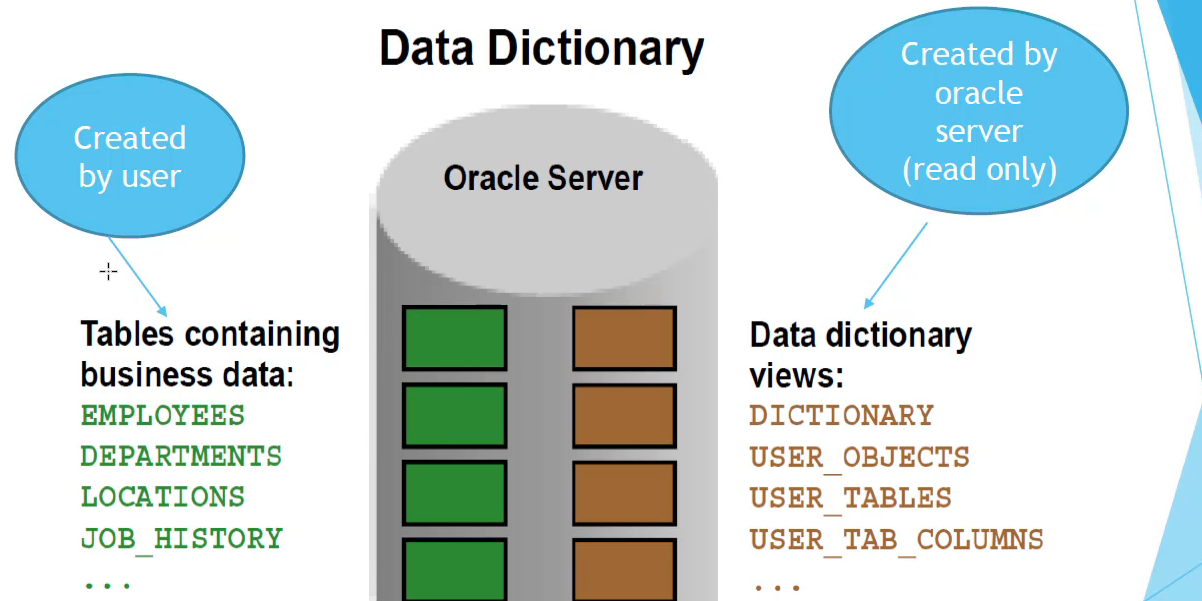 Data Dictionary
Created
by user
Created by
oracle
server
(read only)
Oracle Server
Tables containing
business data:
EMPLOYEES
DEPARTMENTS
LOCATIONS
JOB_HISTORY
...
Data dictionary
views:
DICTIONARY
USER_OBJECTS
USER_TABLES
USER_TAB_COLUMNS
...